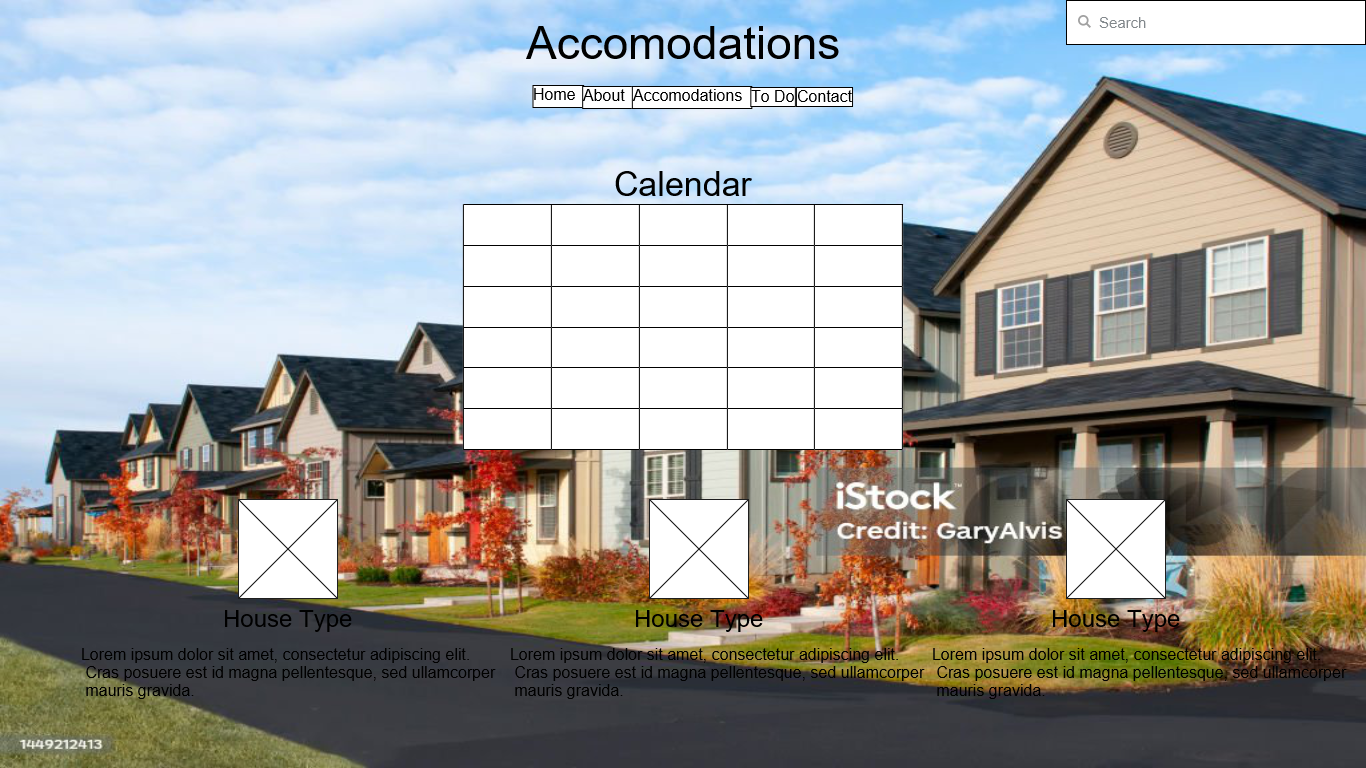 Search
Accomodations
Home About Accomodations To Do Contact
Calendar
iStock™
Credit: GaryAlvis
House Type House Type House Type
Lorem ipsum dolor sit amet, consectetur adipiscing elit.
Cras posuere est id magna pellentesque, sed ullamcorper
mauris gravida.
Lorem ipsum dolor sit amet, consectetur adipiscing elit.
Cras posuere est id magna pellentesque, sed ullamcorper
mauris gravida.
Lorem ipsum dolor sit amet, consectetur adipiscing elit.
Cras posuere est id magna pellentesque, sed ullamcorper
mauris gravida.
1449212413